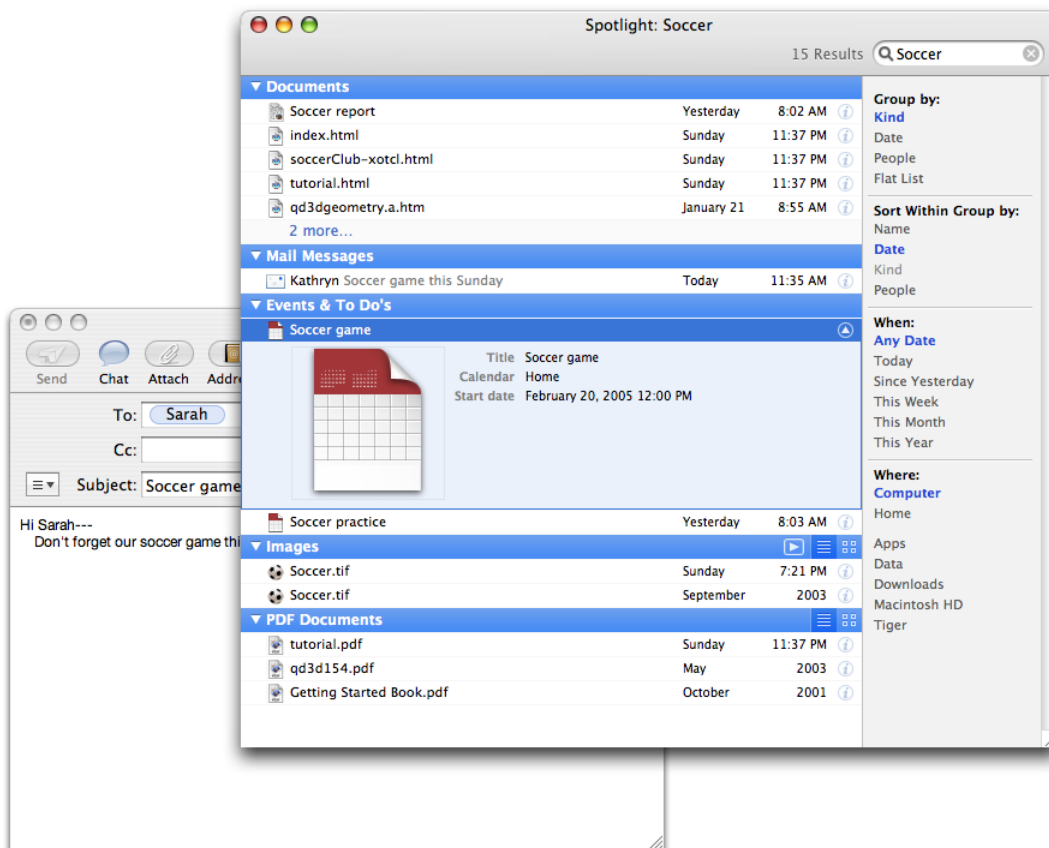 Spotlight: Soccer
15 Results Soccer
Documents
Soccer report Yesterday 8:02 AM
index.html Sunday 11:37 PM
soccerClub-xotcl.html Sunday 11:37 PM
tutorial.html Sunday 11:37 PM
qd3dgeometry.a.htm January 21 8:55 AM
2 more...
Mail Messages
Kathryn Soccer game this Sunday Today 11:35 AM
Events & To Do's
Soccer game
Title Soccer game
Calendar Home
Start date February 20, 2005 12:00 PM
Soccer practice Yesterday 8:03 AM
Images
Soccer.tif Sunday 7:21 PM
Soccer.tif September 2003
PDF Documents
tutorial.pdf Sunday 11:37 PM
qd3d154.pdf May 2003
Getting Started Book.pdf October 2001
Group by:
Kind
Date
People
Flat List
Sort Within Group by:
Name
Date
Kind
People
When:
Any Date
Today
Since Yesterday
This Week
This Month
This Year
Where:
Computer
Home
Apps
Data
Downloads
Macintosh HD
Tiger
Send Chat Attach Addre
To: Sarah
Cc:
Subject: Soccer game
Hi Sarah---
Don't forget our soccer game thi